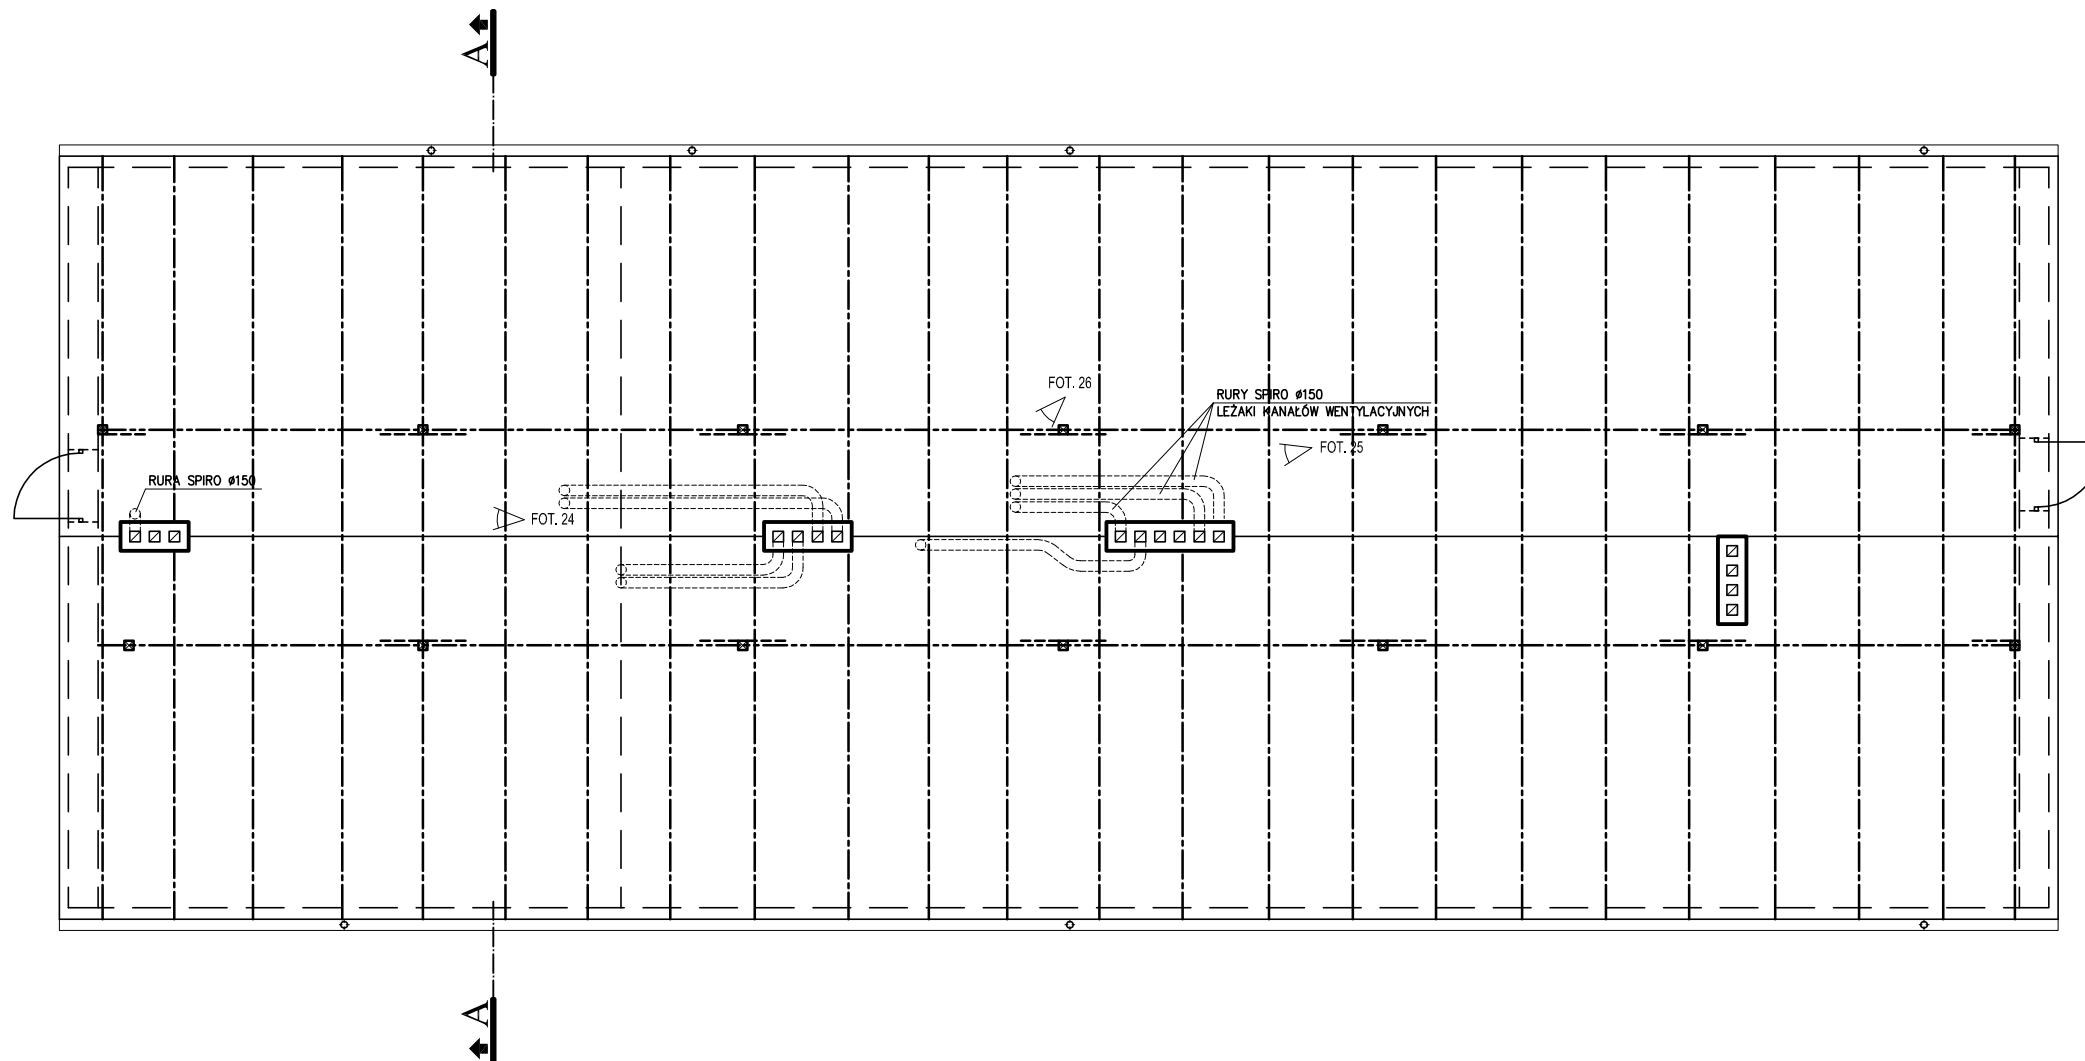 A
FOT. 26
RURY SPIRO ø150
LEŻAKI KANAŁÓW WENTYLACYJNYCH
FOT. 25
RURA SPIRO ø150
FOT. 24
A